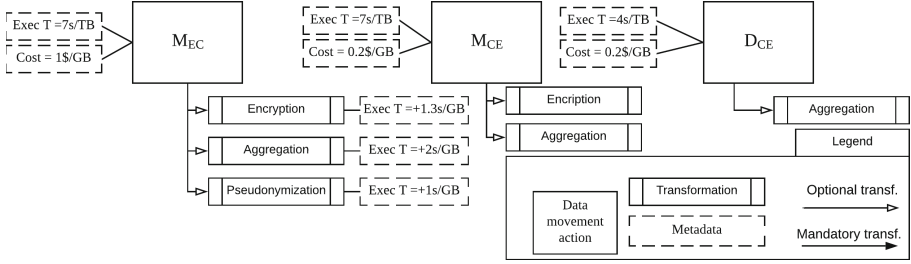 Exec T =7s/TB
Cost = 1$/GB
M_EC
Encryption
Exec T =+1.3s/GB
Aggregation
Exec T =+2s/GB
Pseudonymization
Exec T =+1s/GB
Exec T =7s/TB
Cost = 0.2$/GB
M_CE
Encription
Aggregation
Exec T =4s/TB
Cost = 0.2$/GB
D_CE
Aggregation
Legend
Data
movement
action
Transformation
Metadata
Optional transf.
Mandatory transf.